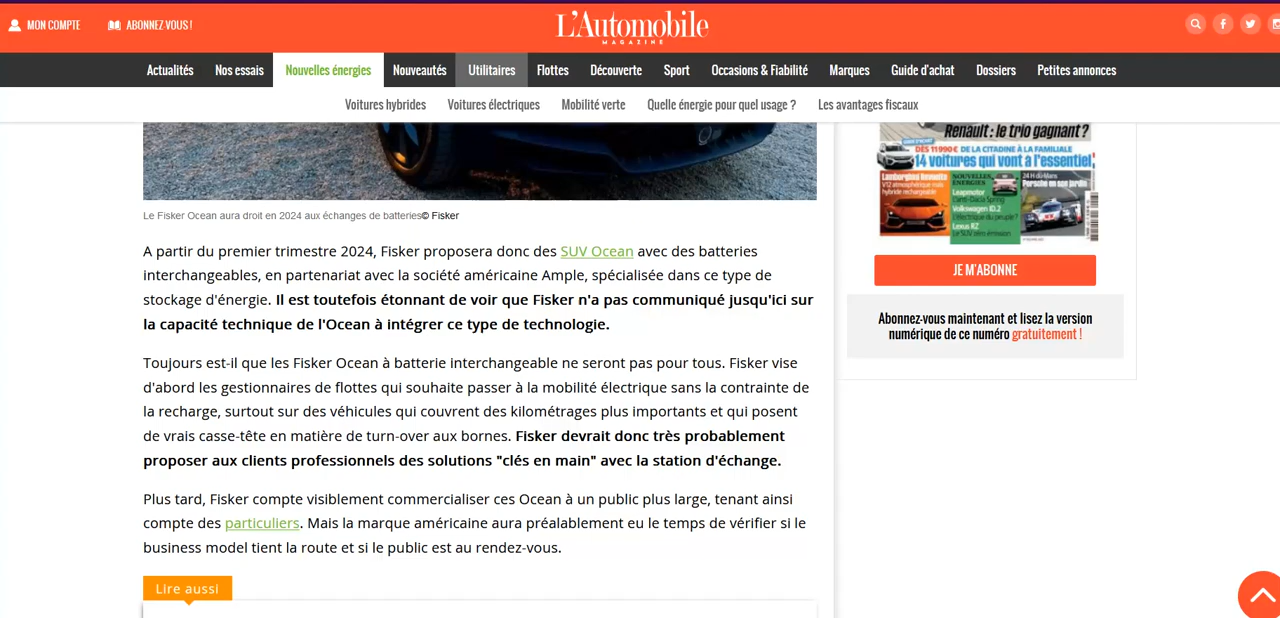 MON COMPTE
ABONNEZ-VOUS !
L'Automobile
MAGAZINE
Actualités
Nos essais
Nouvelles énergies
Nouveautés
Utilitaires
Flottes
Découverte
Sport
Occasions & Fiabilité
Marques
Guide d'achat
Dossiers
Petites annonces
Voitures hybrides
Voitures électriques
Mobilité verte
Quelle énergie pour quel usage ?
Les avantages fiscaux
Le Fisker Ocean aura droit en 2024 aux échanges de batteries© Fisker
A partir du premier trimestre 2024, Fisker proposera donc des SUV Ocean avec des batteries
interchangeables, en partenariat avec la société américaine Ample, spécialisée dans ce type de
stockage d'énergie. Il est toutefois étonnant de voir que Fisker n'a pas communiqué jusqu'ici sur
la capacité technique de l'Ocean à intégrer ce type de technologie.
Toujours est-il que les Fisker Ocean à batterie interchangeable ne seront pas pour tous. Fisker vise
d'abord les gestionnaires de flottes qui souhaite passer à la mobilité électrique sans la contrainte de
la recharge, surtout sur des véhicules qui couvrent des kilométrages plus importants et qui posent
de vrais casse-tête en matière de turn-over aux bornes. Fisker devrait donc très probablement
proposer aux clients professionnels des solutions "clés en main" avec la station d'échange.
Plus tard, Fisker compte visiblement commercialiser ces Ocean à un public plus large, tenant ainsi
compte des particuliers. Mais la marque américaine aura préalablement eu le temps de vérifier si le
business model tient la route et si le public est au rendez-vous.
Lire aussi
Renault : le trio gagnant ?
DÈS 11990€ DE LA CITADINE À LA FAMILIALE
14 voitures qui vont à l'essentiel
Lamborghini Revuelto
V12 atmosphérique mais
hybride rechargeable
NOUVELLES
ÉNERGIES
Leapmotor
L'anti-Dacia Spring
Volkswagen ID.2
L'électrique du peuple ?
Lexus RZ
Le SUV zéro émission
24 H du Mans
Porsche en son jardin
JE M'ABONNE
Abonnez-vous maintenant et lisez la version
numérique de ce numéro gratuitement !